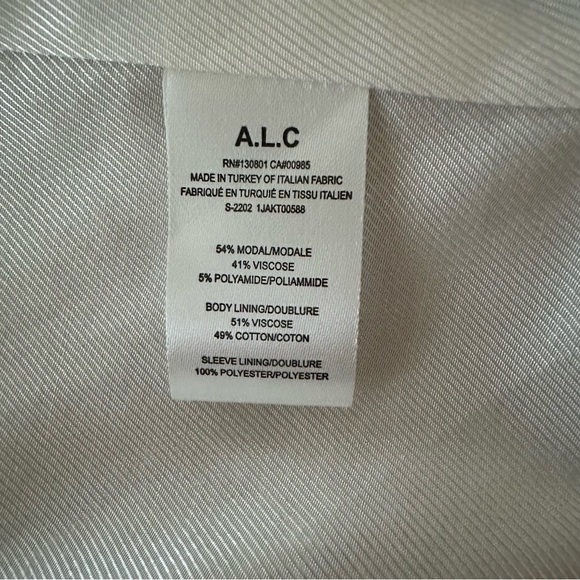 A.L.C
RN#130801 CA#00985
MADE IN TURKEY OF ITALIAN FABRIC
FABRIQUÉ EN TURQUIÉ EN TISSU ITALIEN
S-2202 1JAKT00588
54% MODAL/MODALE
41% VISCOSE
5% POLYAMIDE/POLIAMMIDE
BODY LINING/DOUBLURE
51% VISCOSE
49% COTTON/COTON
SLEEVE LINING/DOUBLURE
100% POLYESTER/POLYESTER